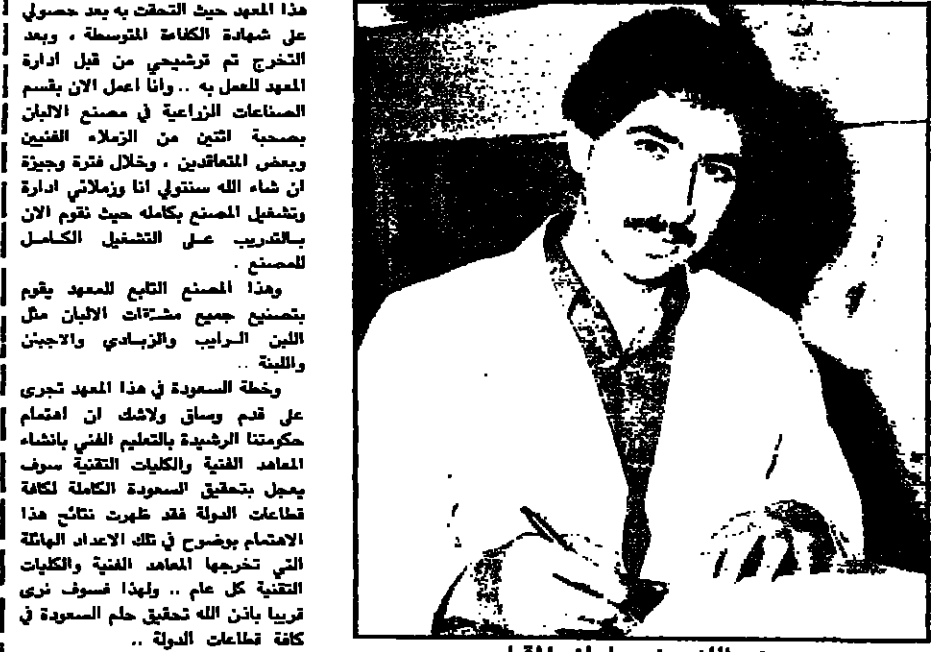 هذا المعهد حيث التحقت به بعد حصولي
على شهادة الكفاءة المتوسطة ، وبعد
التخرج تم ترشيحي من قبل ادارة
المعهد للعمل به .. وأنا اعمل الان بقسم
الصناعات الزراعية في مصنع الالبان
بصحبة اثنين من الزملاء الفنيين
وبعض المتعاقدين ، وخلال فترة وجيزة
ان شاء الله سنتولى انا وزملائي ادارة
وتشغيل المصنع بكامله حيث نقوم الان
بالتدريب على التشغيل الكامل
للمصنع .
وهذا المصنع التابع للمعهد يقوم
بتصنيع جميع مشتقات الالبان مثل
اللبن الرايب والزبادي والاجبن
واللبنة ..
وخطة السعودة في هذا المعهد تجرى
على قدم وساق ولاشك ان اهتمام
حكومتنا الرشيدة بالتعليم الفني بانشاء
المعاهد الفنية والكليات التقنية سوف
يعجل بتحقيق السعودة الكاملة لكافة
قطاعات الدولة فقد ظهرت نتائج هذا
الاهتمام بوضوح في تلك الاعداد الهائلة
التي تخرجها المعاهد الفنية والكليات
التقنية كل عام .. ولهذا فسوف نرى
قريبا باذن الله تحقيق حلم السعودة في
كافة قطاعات الدولة ..